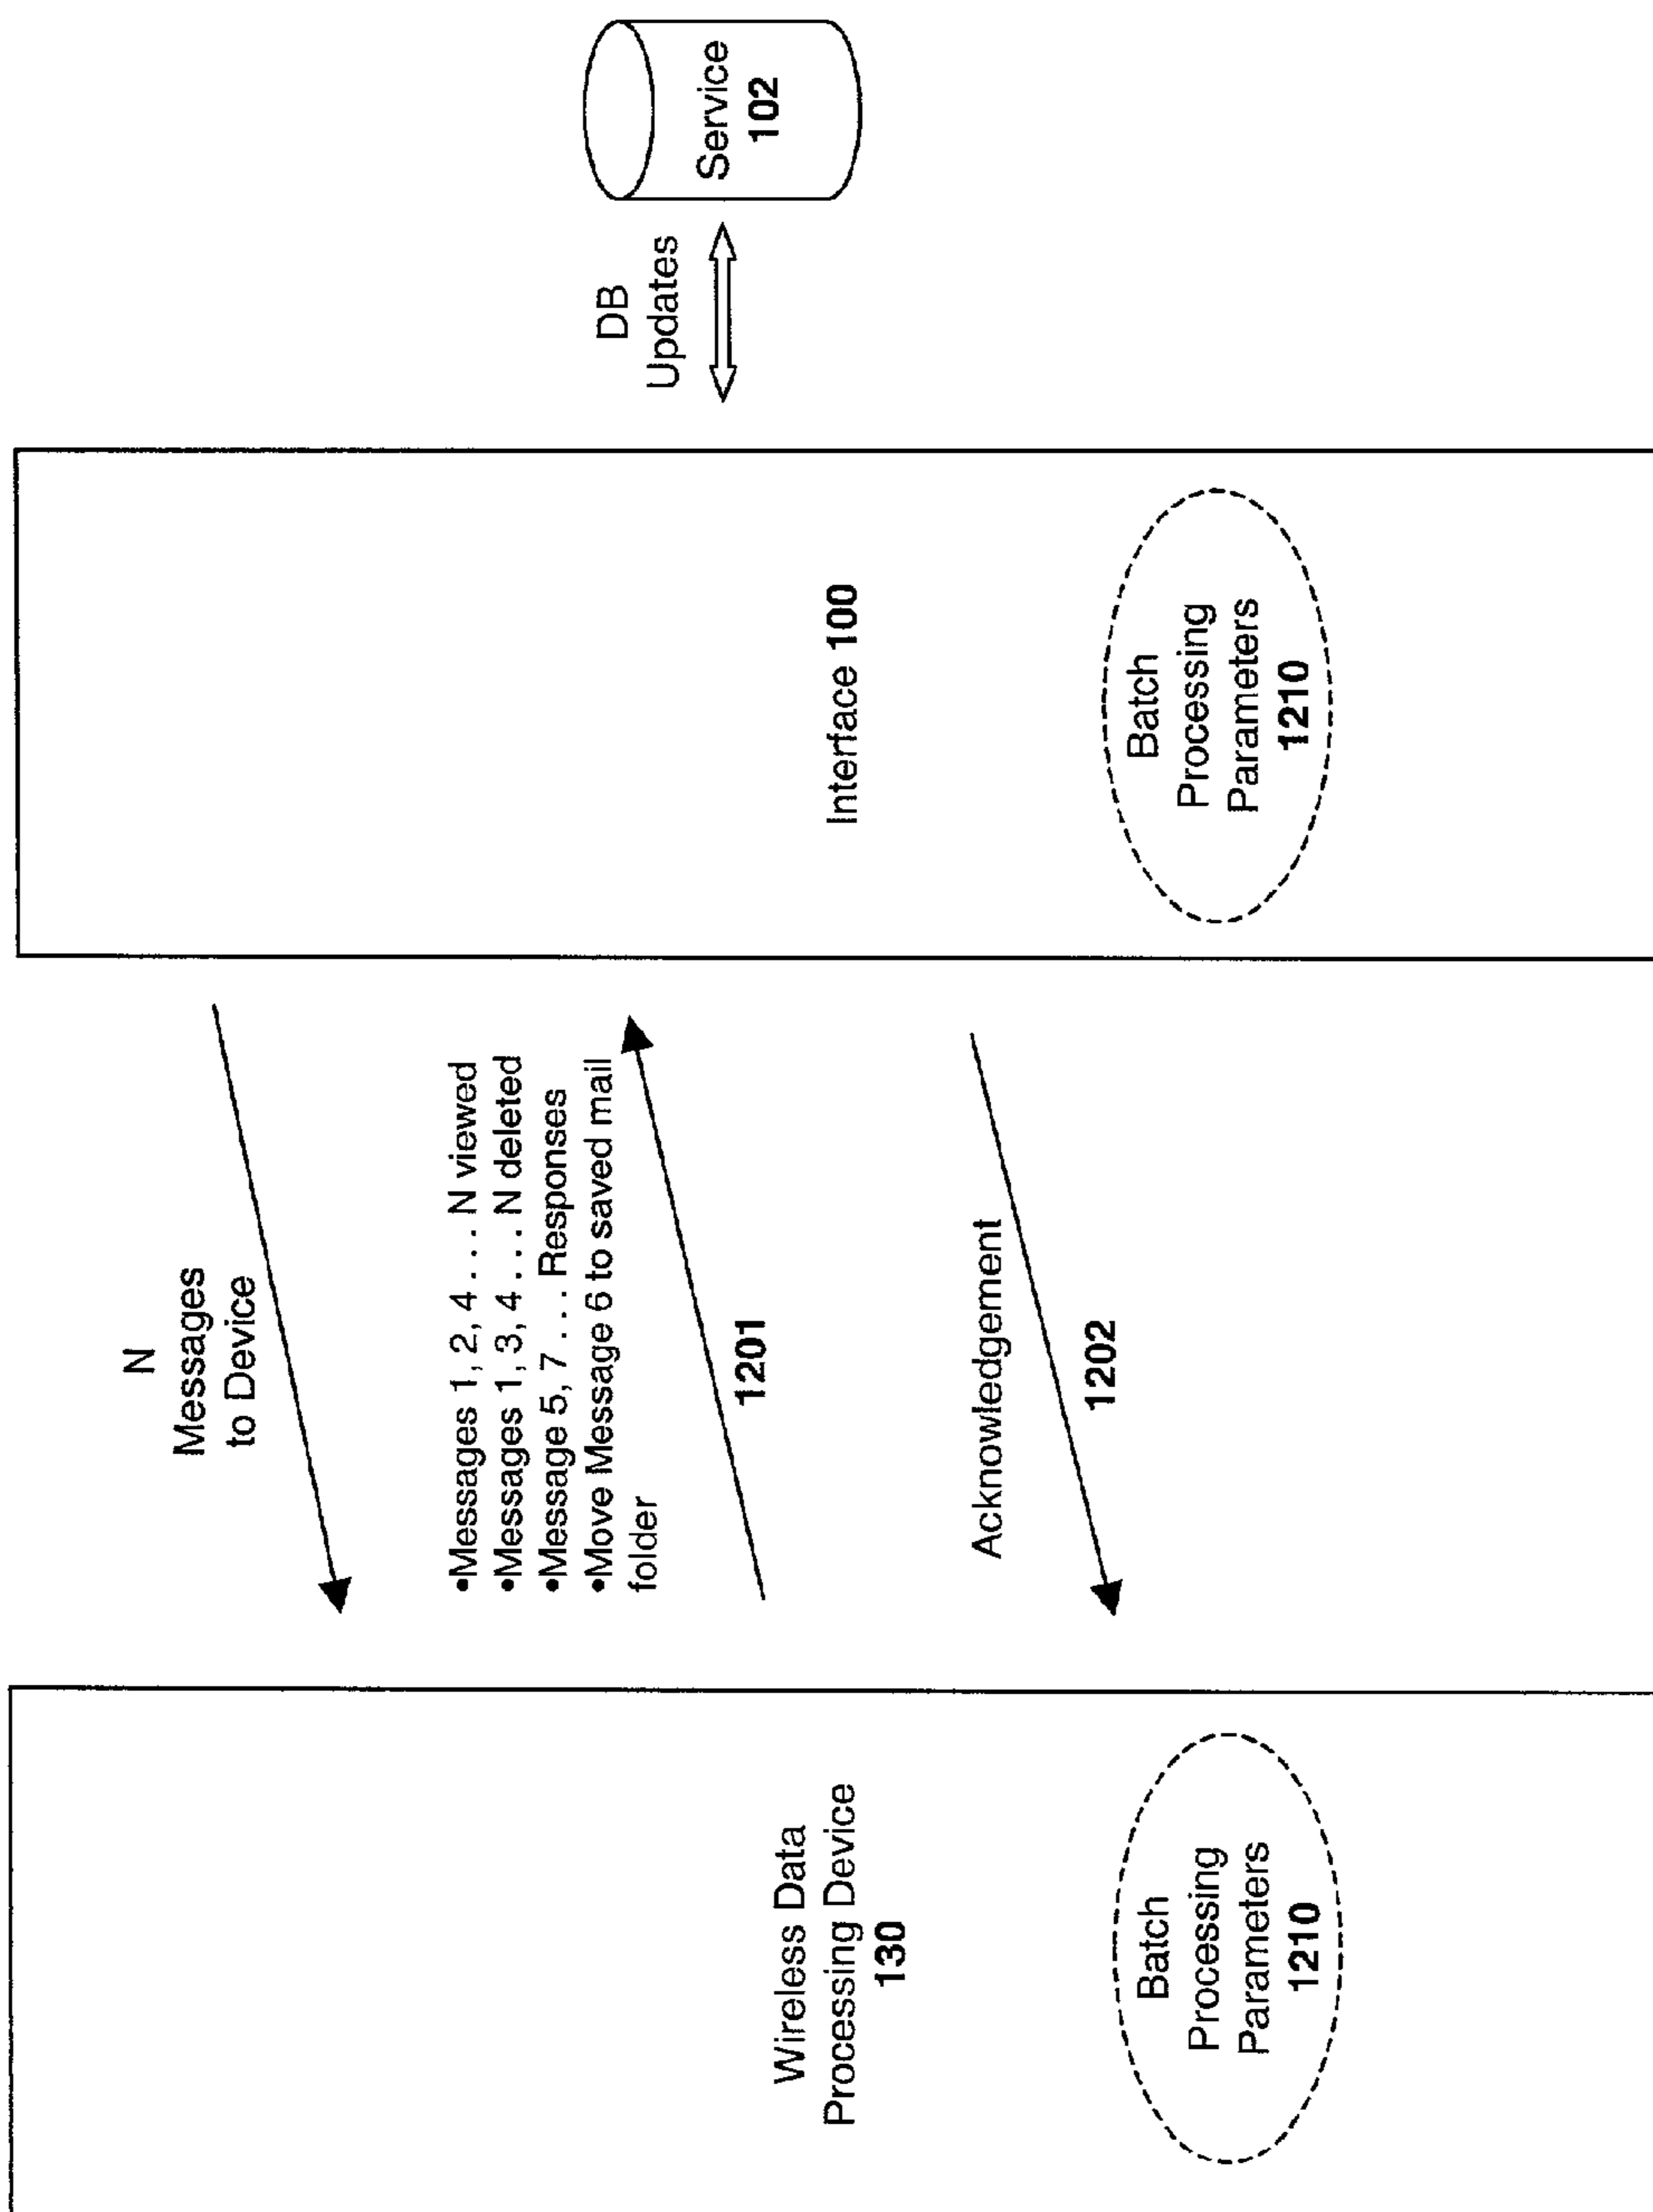 N
Messages
to Device
•Messages 1, 2, 4 . . . N viewed
•Messages 1, 3, 4 . . . N deleted
•Message 5, 7 . . . Responses
•Move Message 6 to saved mail
folder
1201
Acknowledgement
1202
Wireless Data
Processing Device
130
Batch
Processing
Parameters
1210
Interface 100
Batch
Processing
Parameters
1210
DB
Updates
Service
102